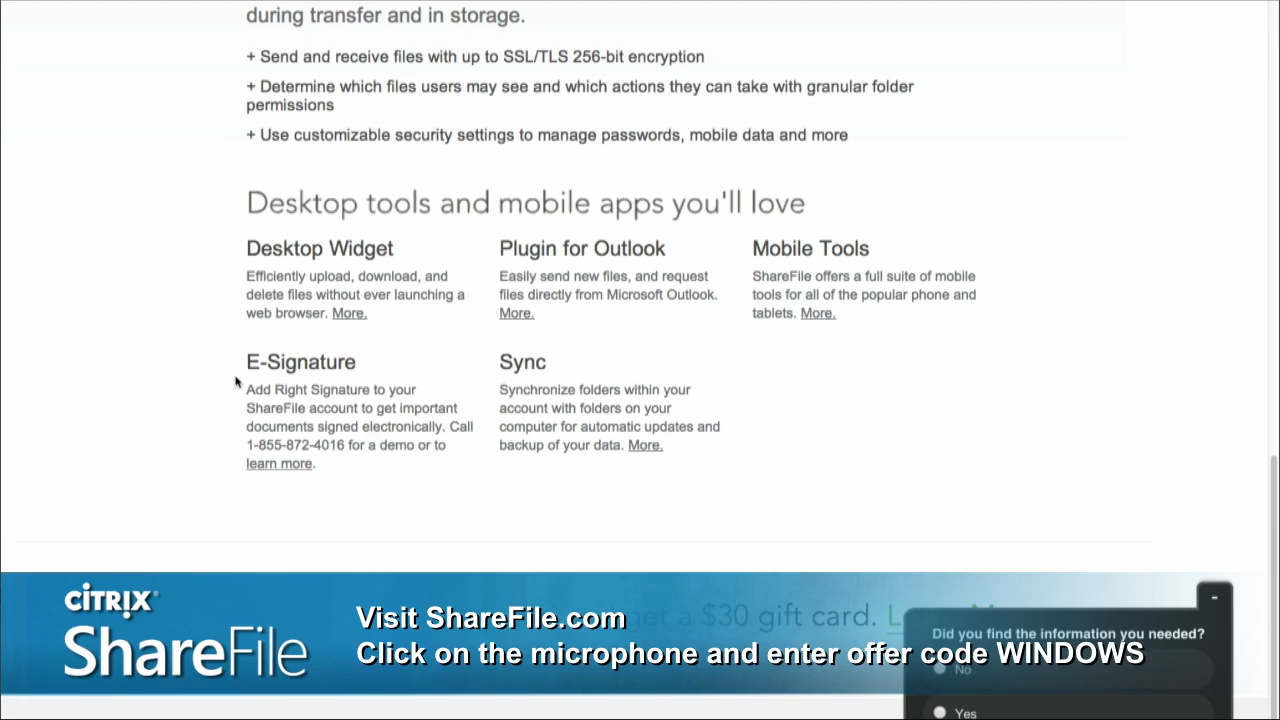 during transfer and in storage.
+ Send and receive files with up to SSL/TLS 256-bit encryption
+ Determine which files users may see and which actions they can take with granular folder
permissions
+ Use customizable security settings to manage passwords, mobile data and more
Desktop tools and mobile apps you'll love
Desktop Widget
Efficiently upload, download, and
delete files without ever launching a
web browser. More.
Plugin for Outlook
Easily send new files, and request
files directly from Microsoft Outlook.
More.
Mobile Tools
ShareFile offers a full suite of mobile
tools for all of the popular phone and
tablets. More.
E-Signature
Add Right Signature to your
ShareFile account to get important
documents signed electronically. Call
1-855-872-4016 for a demo or to
learn more.
Sync
Synchronize folders within your
account with folders on your
computer for automatic updates and
backup of your data. More.
CITRIX
ShareFile
Visit ShareFile.com
get a $30 gift card.
Click on the microphone and enter offer code WINDOWS
Did you find the information you needed?
No
Yes